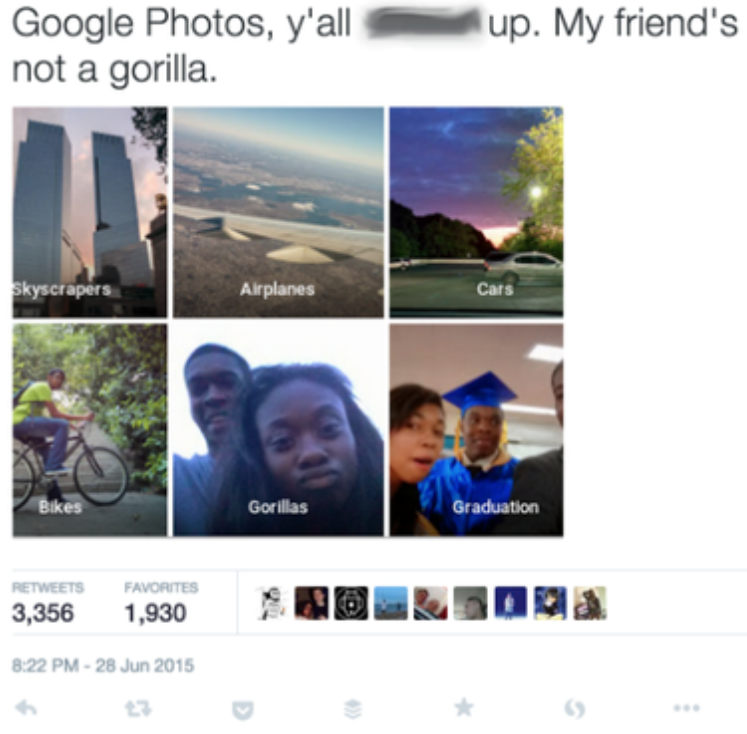 Google Photos, y'all up. My friend's
not a gorilla.
Skyscrapers
Airplanes
Cars
Bikes
Gorillas
Graduation
RETWEETS FAVORITES
3,356 1,930
8:22 PM - 28 Jun 2015